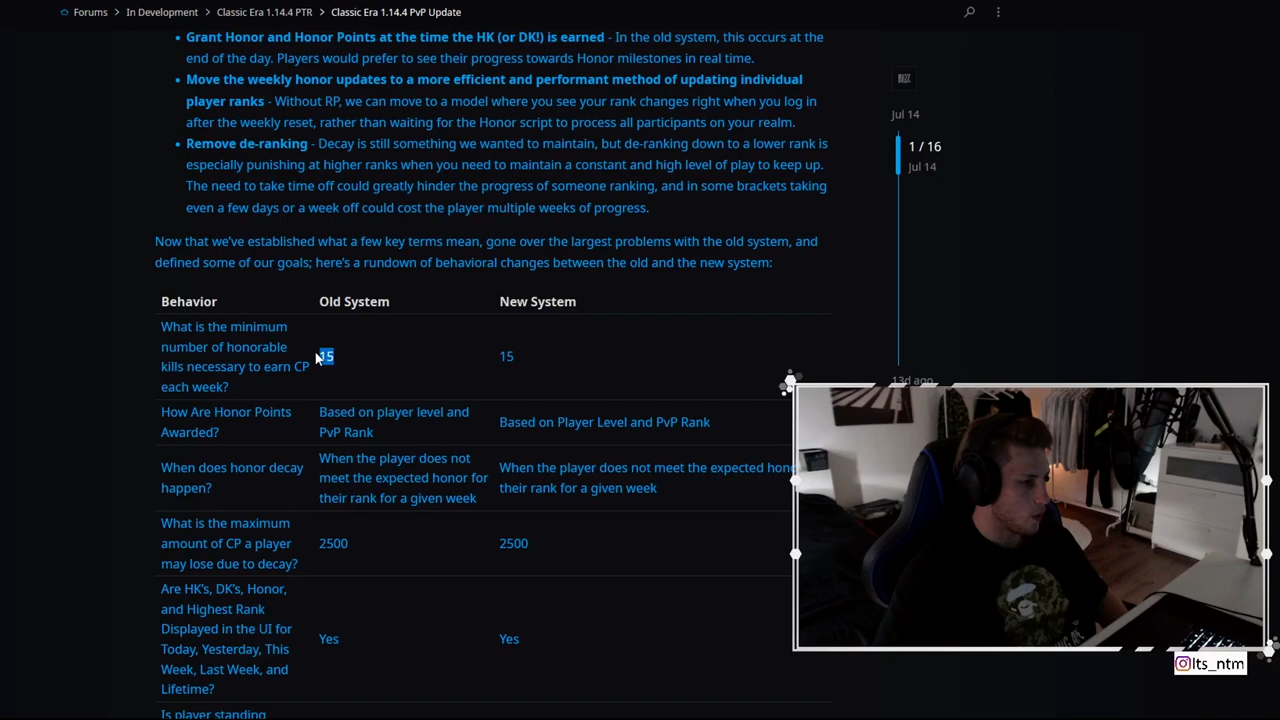 Forums > In Development > Classic Era 1.14.4 PTR > Classic Era 1.14.4 PvP Update
• Grant Honor and Honor Points at the time the HK (or DK!) is earned - In the old system, this occurs at the
end of the day. Players would prefer to see their progress towards Honor milestones in real time.
• Move the weekly honor updates to a more efficient and performant method of updating individual
player ranks - Without RP, we can move to a model where you see your rank changes right when you log in
after the weekly reset, rather than waiting for the Honor script to process all participants on your realm.
• Remove de-ranking - Decay is still something we wanted to maintain, but de-ranking down to a lower rank is
especially punishing at higher ranks when you need to maintain a constant and high level of play to keep up.
The need to take time off could greatly hinder the progress of someone ranking, and in some brackets taking
even a few days or a week off could cost the player multiple weeks of progress.
Now that we've established what a few key terms mean, gone over the largest problems with the old system, and
defined some of our goals; here's a rundown of behavioral changes between the old and the new system:
Behavior Old System New System
What is the minimum
number of honorable
kills necessary to earn CP
each week?
15
15
How Are Honor Points
Awarded?
Based on player level and
PvP Rank
Based on Player Level and PvP Rank
When does honor decay
happen?
When the player does not
meet the expected honor for
their rank for a given week
When the player does not meet the expected hono
their rank for a given week
What is the maximum
amount of CP a player
may lose due to decay?
2500
2500
Are HK's, DK's, Honor,
and Highest Rank
Displayed in the UI for
Today, Yesterday, This
Week, Last Week, and
Lifetime?
Yes
Yes
Is player standing
Jul 14
1 / 16
Jul 14
13d ago
Its_ntm